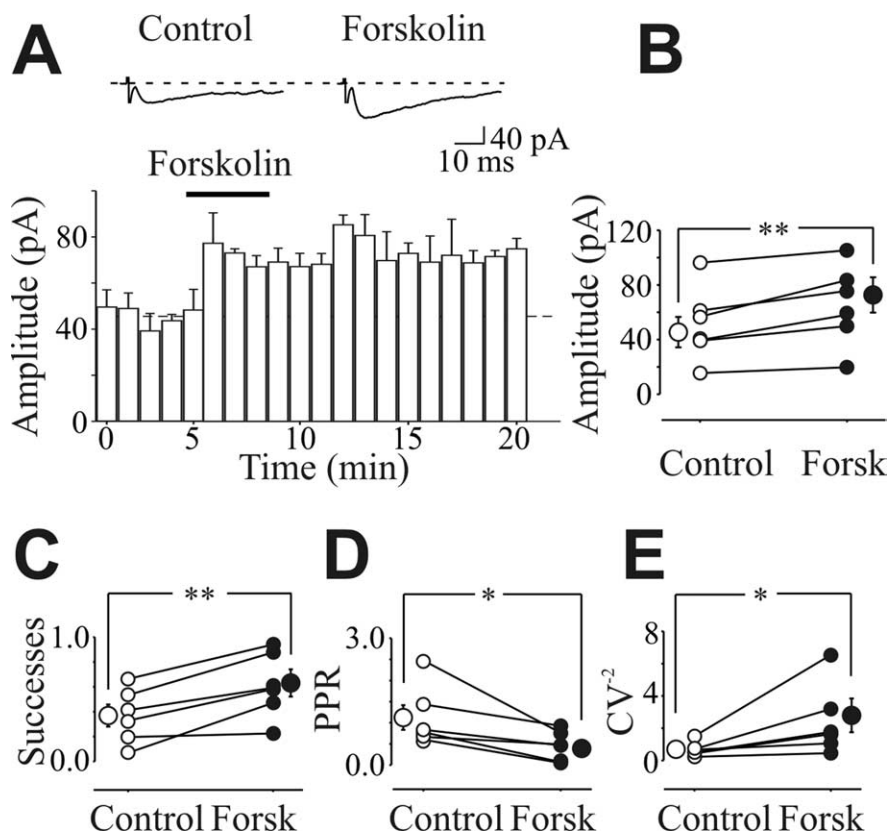 A
Control
Forskolin
40 pA
10 ms
Forskolin
Amplitude (pA)
80
40
0
0
5
10
15
20
Time (min)
B
**
Amplitude (pA)
120
80
40
0
Control
Forsk
C
**
Successes
1.0
0.0
Control Forsk
D
*
PPR
3.0
0.0
Control Forsk
E
*
CV-2
8
4
0
Control Forsk